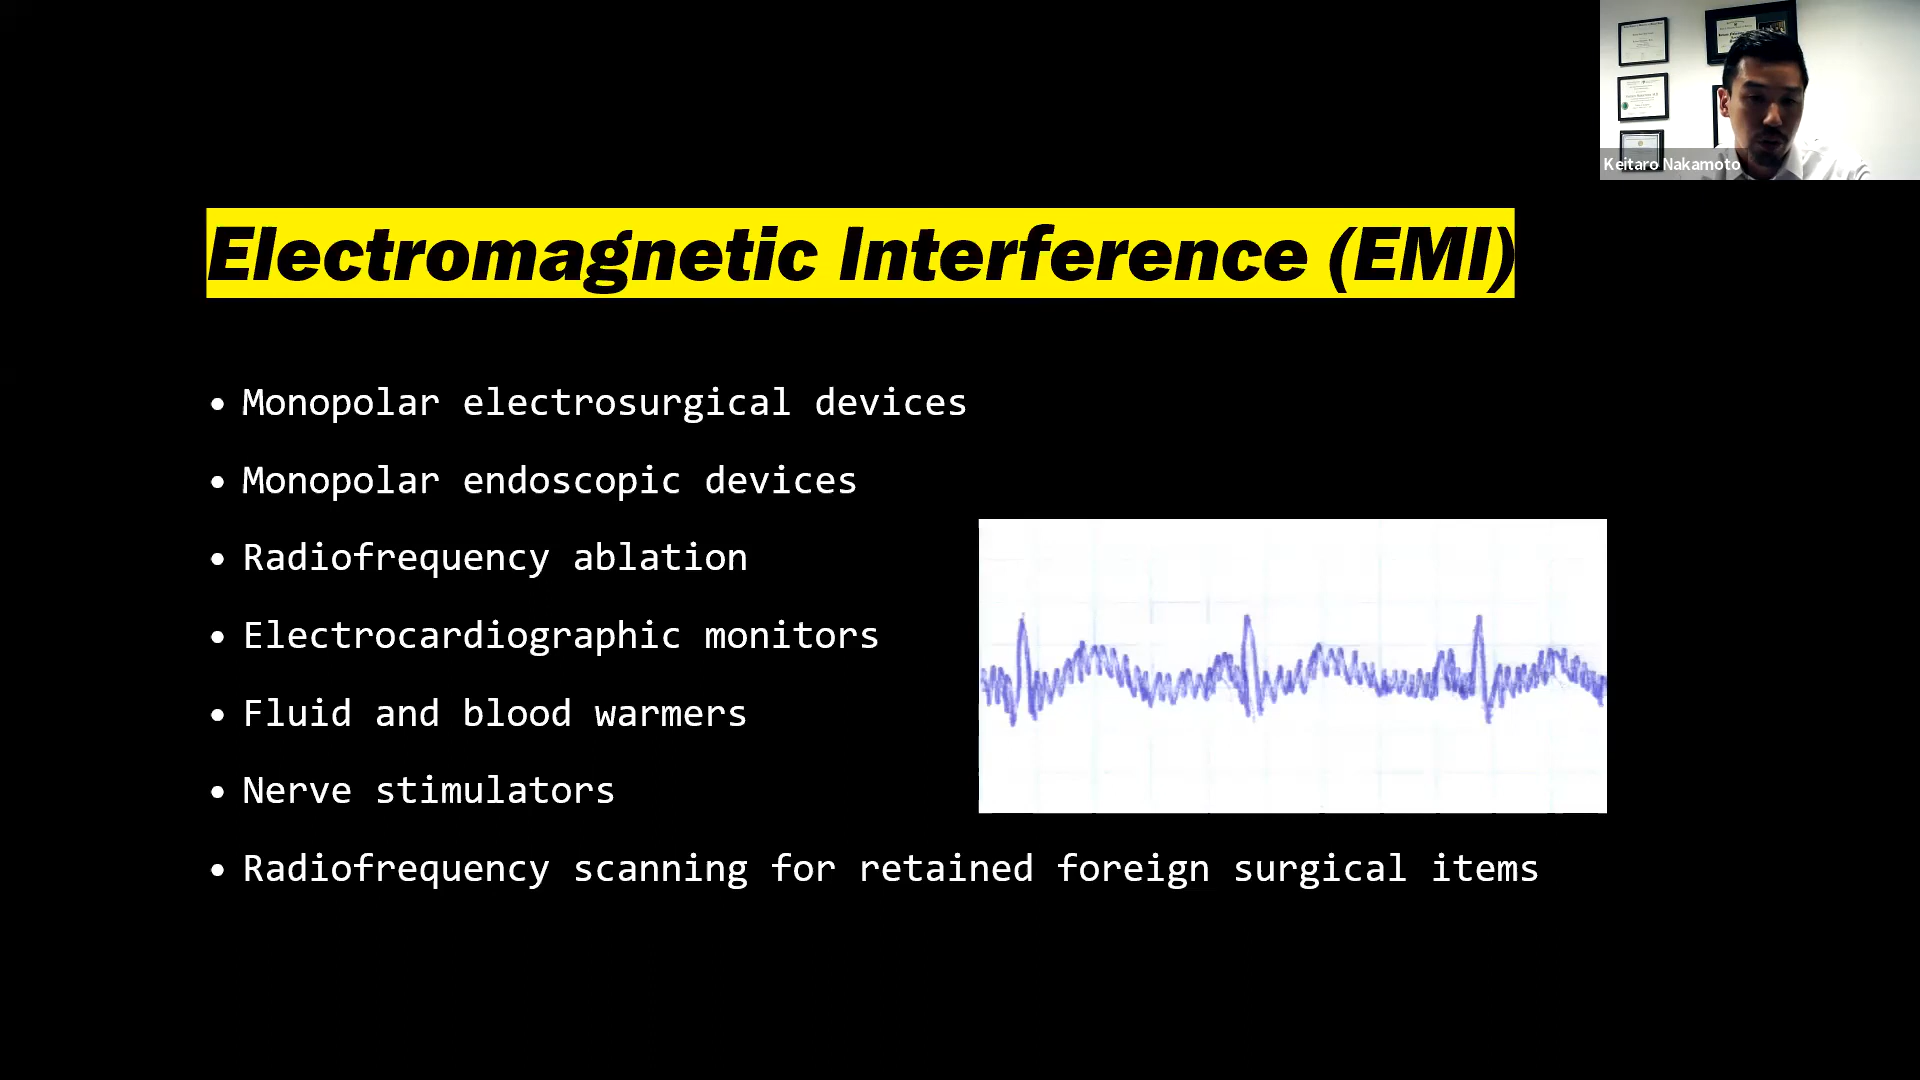 Keitaro Nakamoto
Electromagnetic Interference (EMI)
• Monopolar electrosurgical devices
• Monopolar endoscopic devices
• Radiofrequency ablation
• Electrocardiographic monitors
• Fluid and blood warmers
• Nerve stimulators
• Radiofrequency scanning for retained foreign surgical items